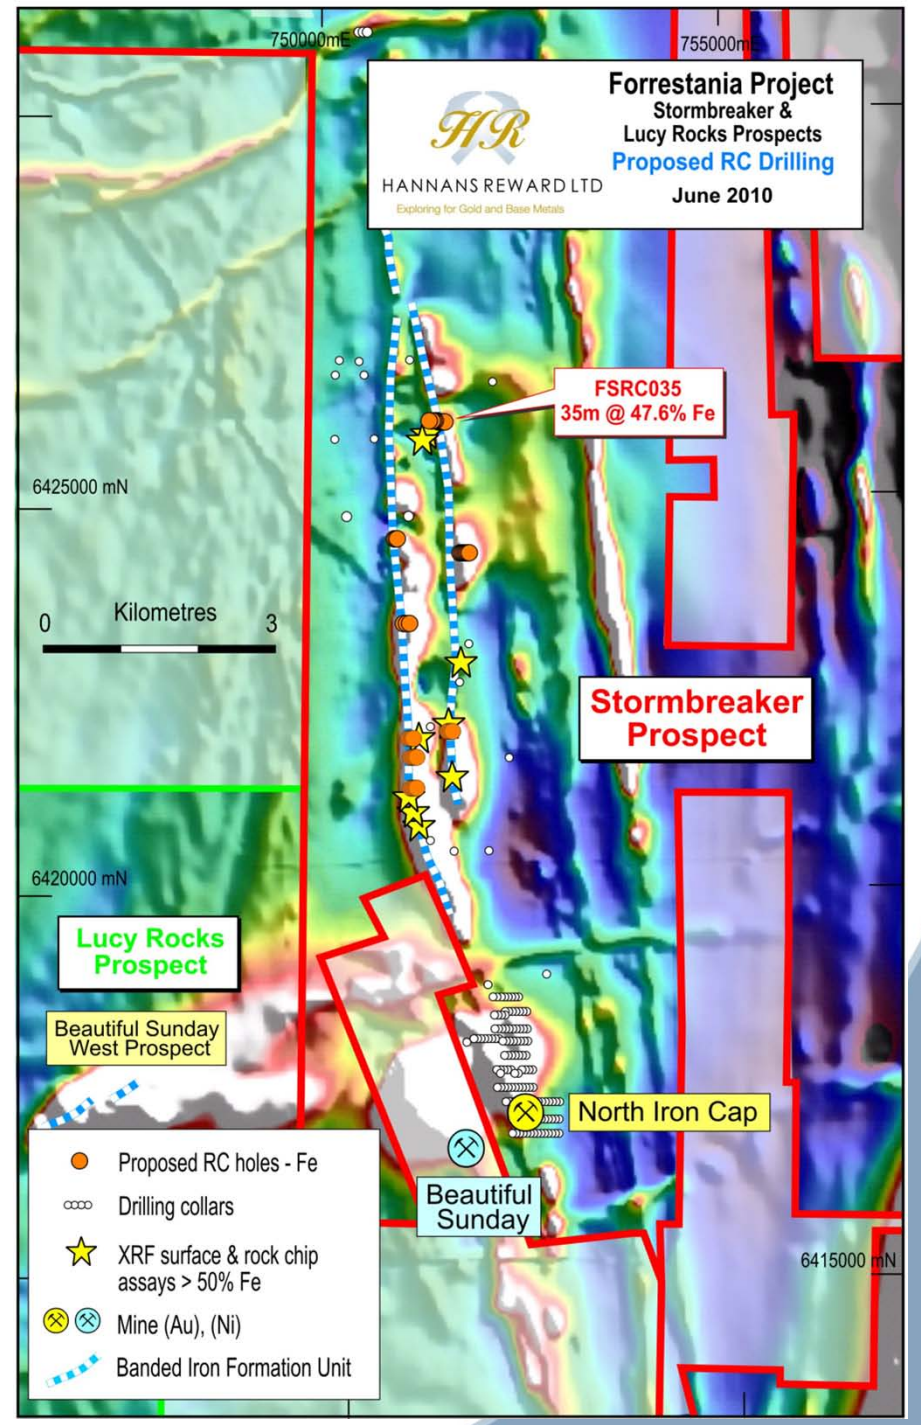 750000mE
755000mE
HR
HANNANS REWARD LTD
Exploring for Gold and Base Metals
Forrestania Project
Stormbreaker &
Lucy Rocks Prospects
Proposed RC Drilling
June 2010
FSRC035
35m @ 47.6% Fe
6425000 mN
Kilometres
0 3
Stormbreaker
Prospect
6420000 mN
Lucy Rocks
Prospect
Beautiful Sunday
West Prospect
North Iron Cap
Beautiful
Sunday
6415000 mN
Proposed RC holes - Fe
Drilling collars
XRF surface & rock chip
assays > 50% Fe
Mine (Au), (Ni)
Banded Iron Formation Unit